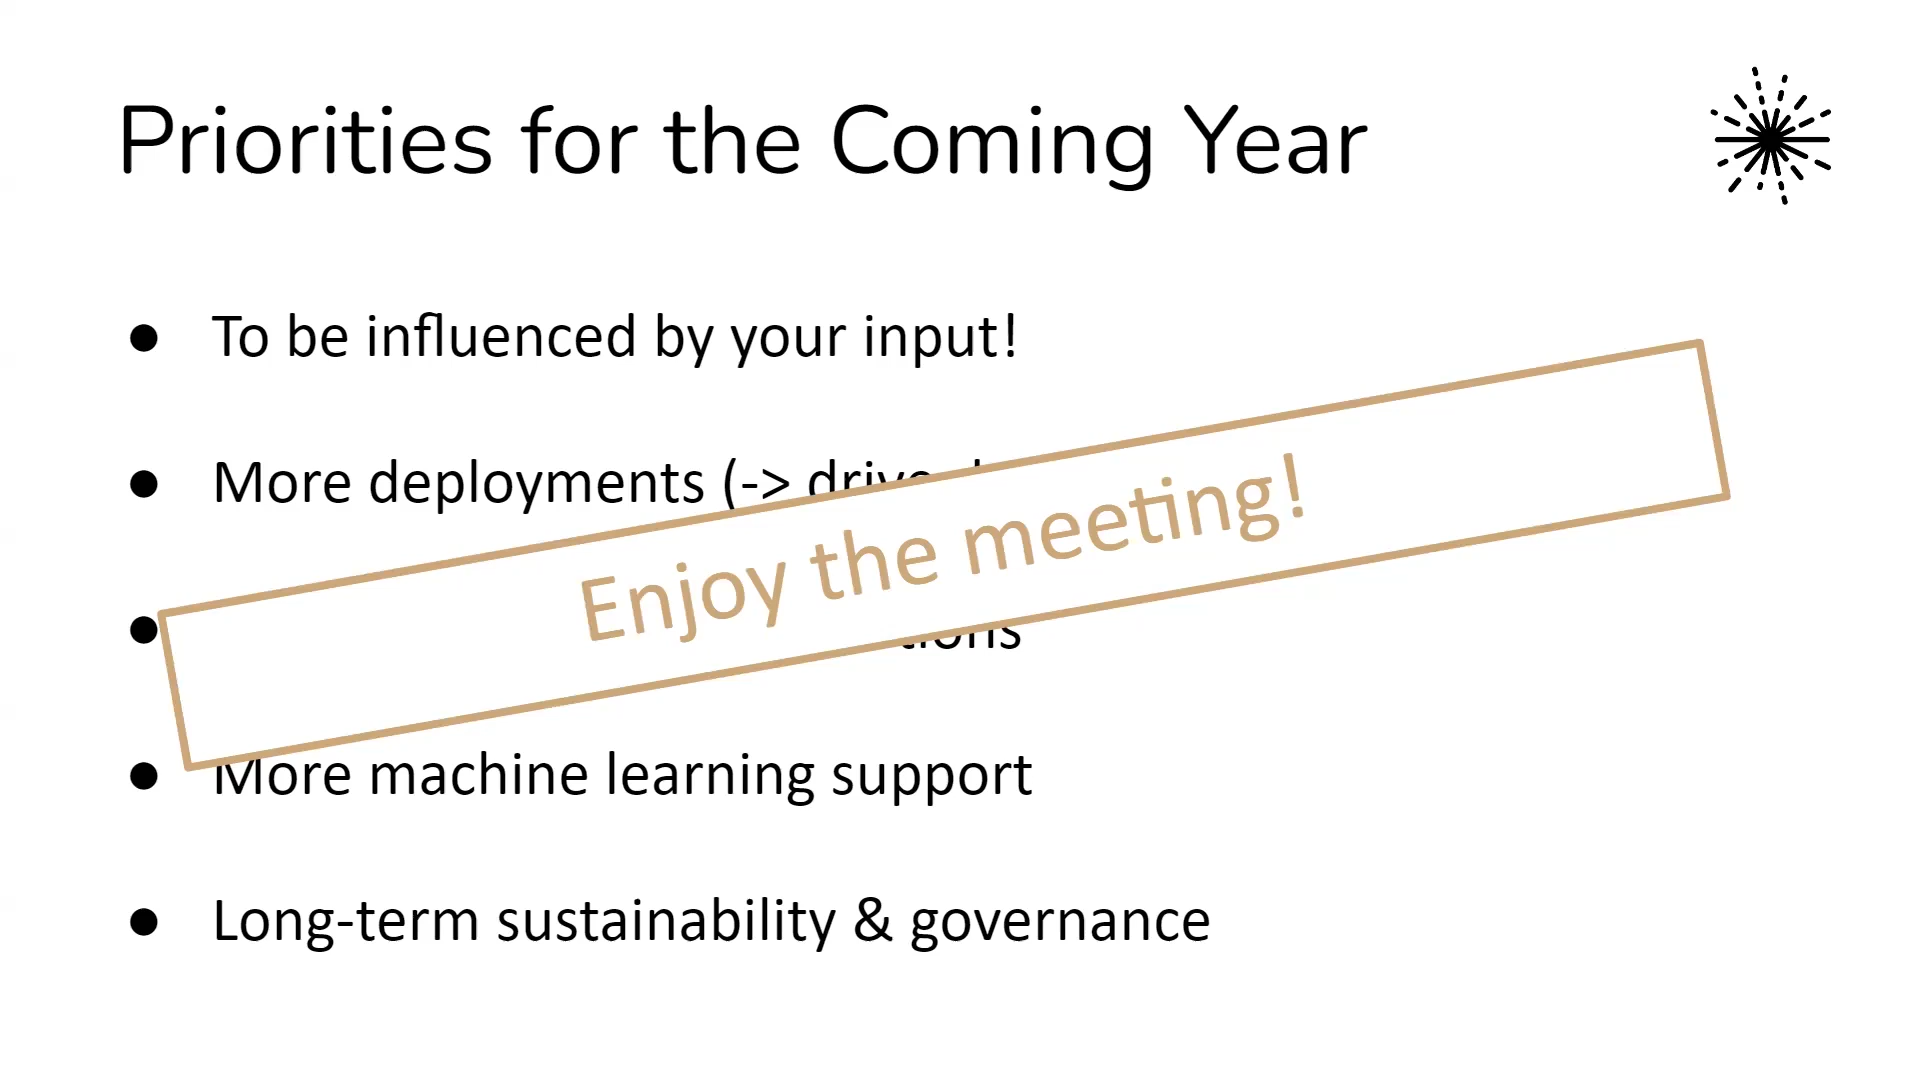 Priorities for the Coming Year
● To be influenced by your input!
● More deployments (->
Enjoy the meeting!
●
● More machine learning support
● Long-term sustainability & governance